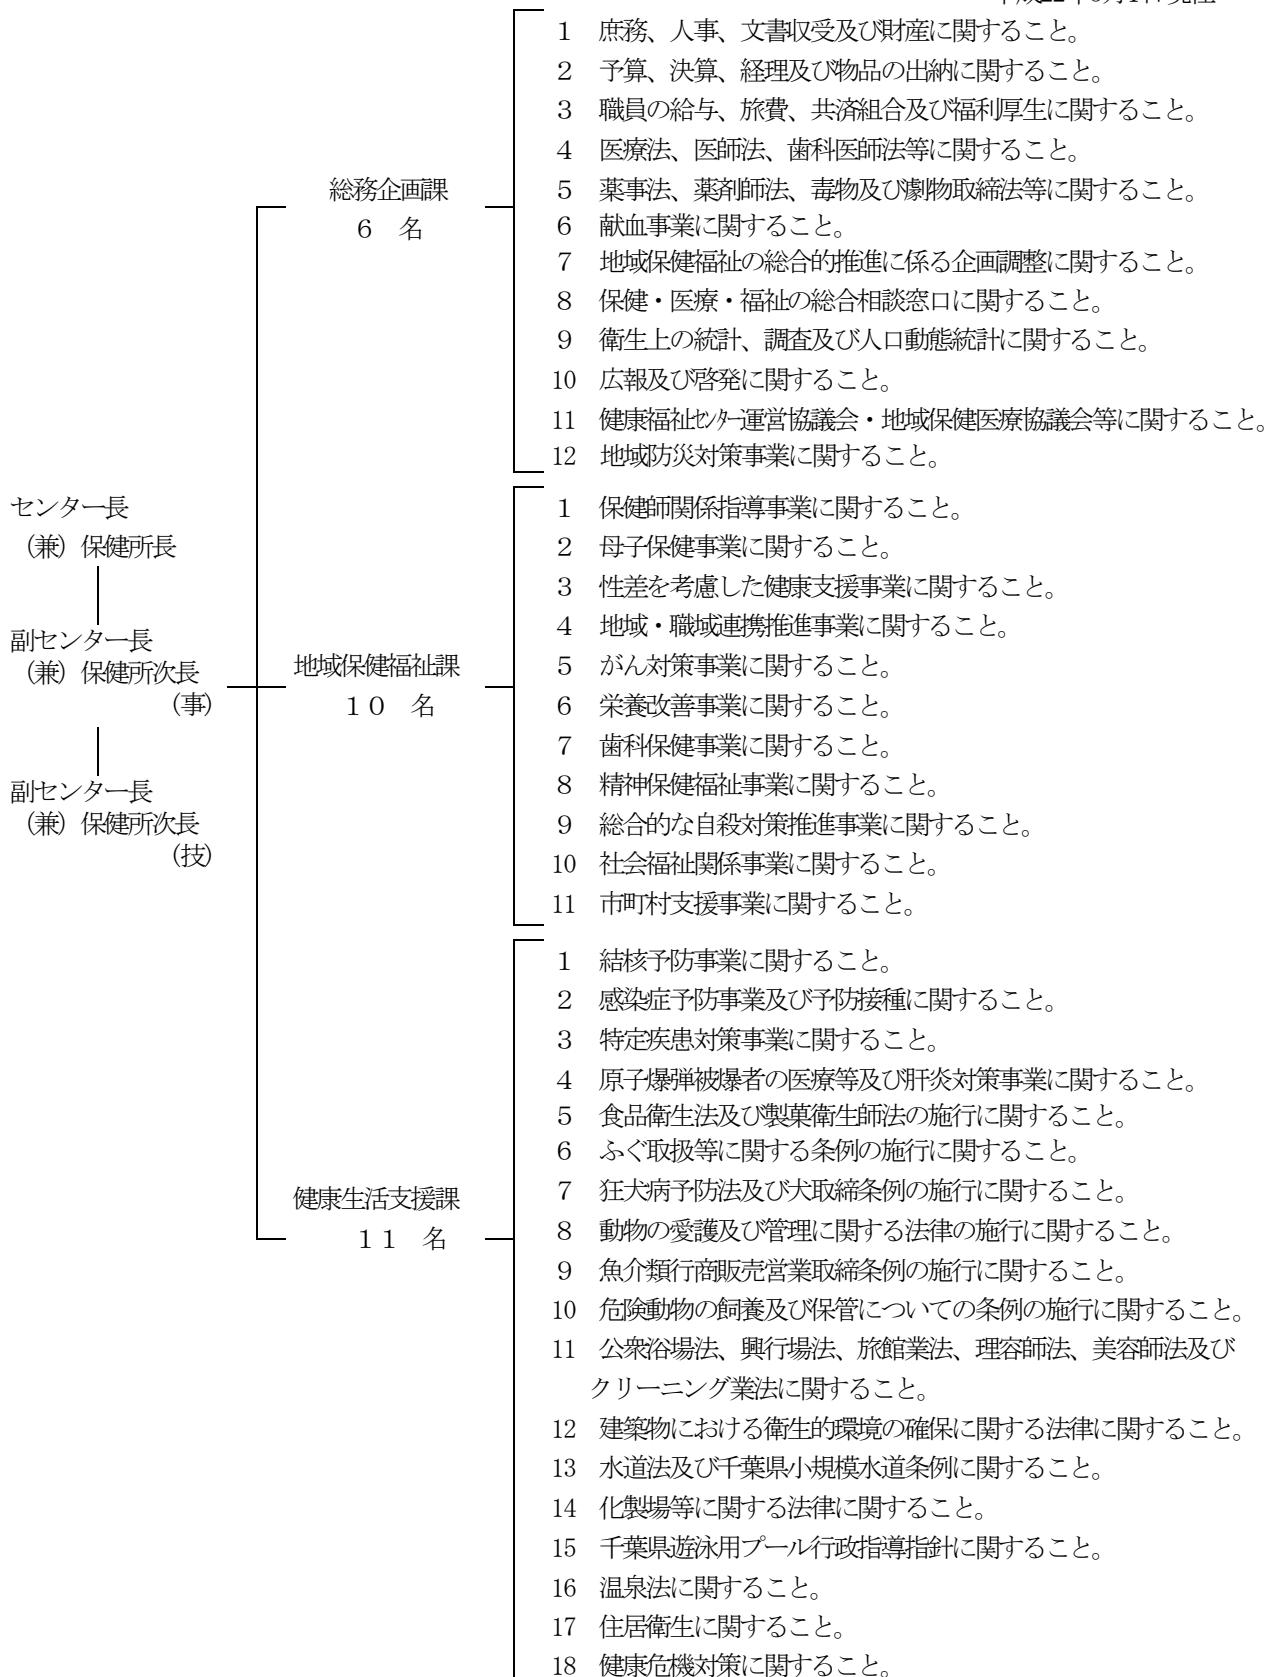 センター長
(兼) 保健所長
副センター長
(兼) 保健所次長
(事)
副センター長
(兼) 保健所次長
(技)
総務企画課
６　名
1　庶務、人事、文書収受及び財産に関すること。
2　予算、決算、経理及び物品の出納に関すること。
3　職員の給与、旅費、共済組合及び福利厚生に関すること。
4　医療法、医師法、歯科医師法等に関すること。
5　薬事法、薬剤師法、毒物及び劇物取締法等に関すること。
6　献血事業に関すること。
7　地域保健福祉の総合的推進に係る企画調整に関すること。
8　保健・医療・福祉の総合相談窓口に関すること。
9　衛生上の統計、調査及び人口動態統計に関すること。
10　広報及び啓発に関すること。
11　健康福祉ｾﾝﾀｰ運営協議会・地域保健医療協議会等に関すること。
12　地域防災対策事業に関すること。
地域保健福祉課
１０　名
1　保健師関係指導事業に関すること。
2　母子保健事業に関すること。
3　性差を考慮した健康支援事業に関すること。
4　地域・職域連携推進事業に関すること。
5　がん対策事業に関すること。
6　栄養改善事業に関すること。
7　歯科保健事業に関すること。
8　精神保健福祉事業に関すること。
9　総合的な自殺対策推進事業に関すること。
10　社会福祉関係事業に関すること。
11　市町村支援事業に関すること。
健康生活支援課
１１　名
1　結核予防事業に関すること。
2　感染症予防事業及び予防接種に関すること。
3　特定疾患対策事業に関すること。
4　原子爆弾被爆者の医療等及び肝炎対策事業に関すること。
5　食品衛生法及び製菓衛生師法の施行に関すること。
6　ふぐ取扱等に関する条例の施行に関すること。
7　狂犬病予防法及び犬取締条例の施行に関すること。
8　動物の愛護及び管理に関する法律の施行に関すること。
9　魚介類行商販売営業取締条例の施行に関すること。
10　危険動物の飼養及び保管についての条例の施行に関すること。
11　公衆浴場法、興行場法、旅館業法、理容師法、美容師法及び
クリーニング業法に関すること。
12　建築物における衛生的環境の確保に関する法律に関すること。
13　水道法及び千葉県小規模水道条例に関すること。
14　化製場等に関する法律に関すること。
15　千葉県遊泳用プール行政指導指針に関すること。
16　温泉法に関すること。
17　住居衛生に関すること。
18　健康危機対策に関すること。